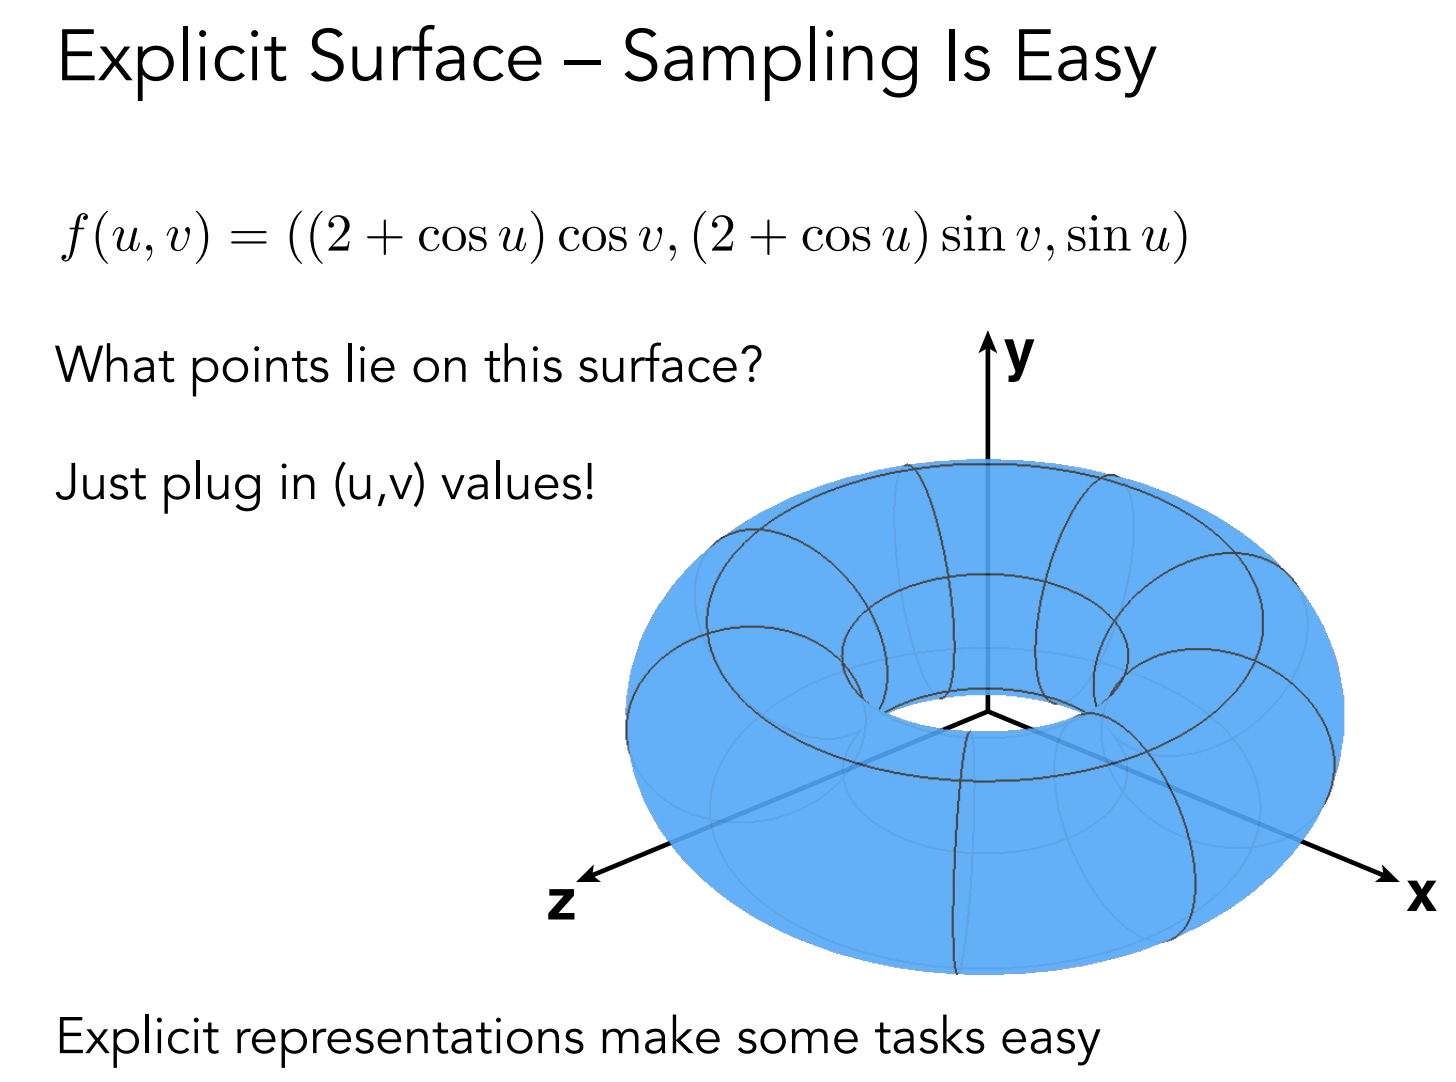 Explicit Surface – Sampling Is Easy
f(u, v) = ((2 + cos u) cos v, (2 + cos u) sin v, sin u)
What points lie on this surface?
Just plug in (u,v) values!
y
z
x
Explicit representations make some tasks easy